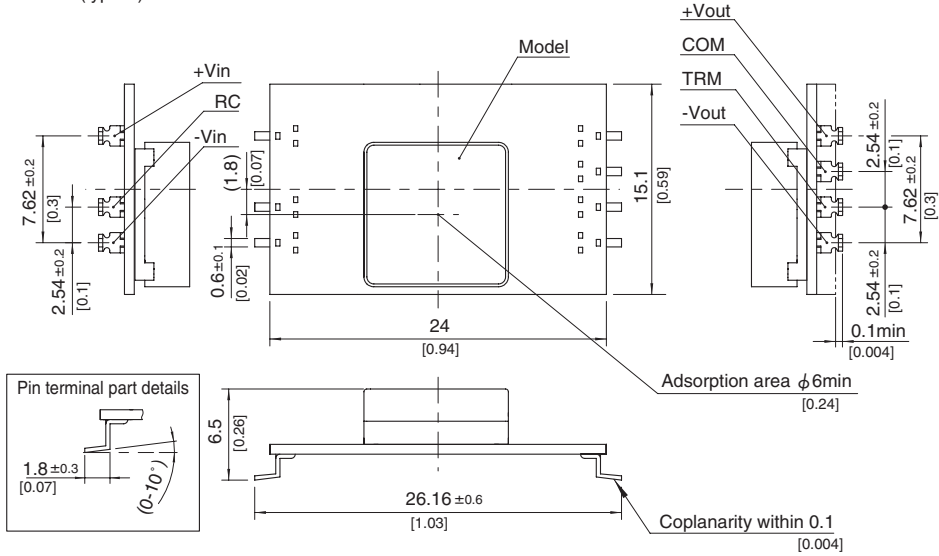 +Vin
RC
-Vin
7.62 ±0.2
[0.3]
2.54 ±0.2
[0.1]
Model
(1.8)
[0.07]
0.6 ±0.1
[0.02]
15.1
[0.59]
24
[0.94]
+Vout
COM
TRM
-Vout
2.54 ±0.2
[0.1]
7.62 ±0.2
[0.3]
2.54 ±0.2
[0.1]
0.1min
[0.004]
Adsorption area φ6min
[0.24]
Pin terminal part details
1.8 ±0.3
[0.07]
(0-10°)
6.5
[0.26]
26.16 ±0.6
[1.03]
Coplanarity within 0.1
[0.004]